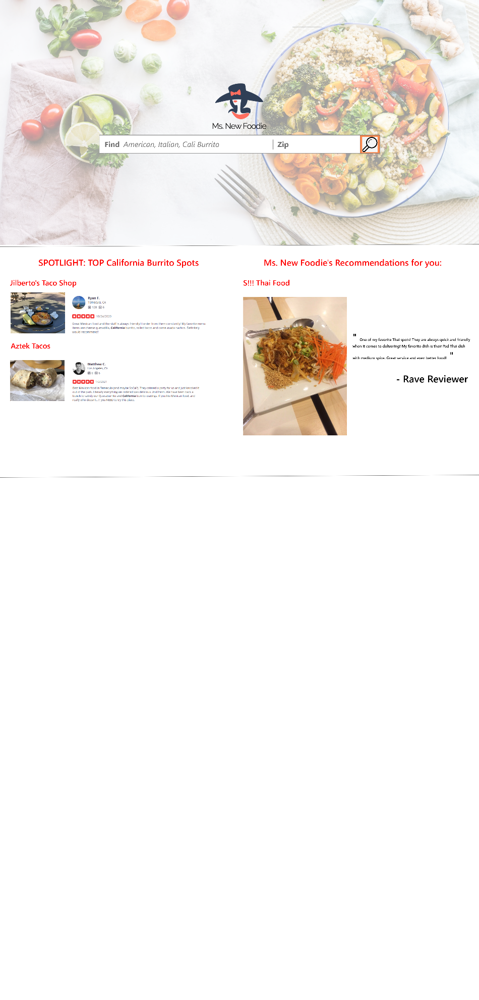 Ms. New Foodie
Find American, Italian, Cali Burrito Zip
SPOTLIGHT: TOP California Burrito Spots
Jilberto's Taco Shop
Ryan F.
Temecula, CA
128 6
10/24/2020
Great Mexican food and the staff is always friendly! I order from them constantly! My favorite menu
items are cheese quesadilla, California burrito, rolled tacos and carne asada nachos. Definitely
would recommend!
Aztek Tacos
Matthew C.
Los Angeles, CA
0 6
1/2/2021
Best Mexican food in Temecula (and maybe SoCal?). They catered a party for us and just knocked it
out of the park. Literally everything we ordered was delicious. And fresh. We have been back a
bunch to satisfy our Quesaburrito and California burrito cravings. If you like Mexican food, and
really who doesn't...?, you NEED to try this place.
Ms. New Foodie's Recommendations for you:
S!!! Thai Food
" One of my favorite Thai spots! They are always quick and friendly
when it comes to delivering! My favorite dish is their Pad Thai dish
with medium spice. Great service and even better food! "
- Rave Reviewer